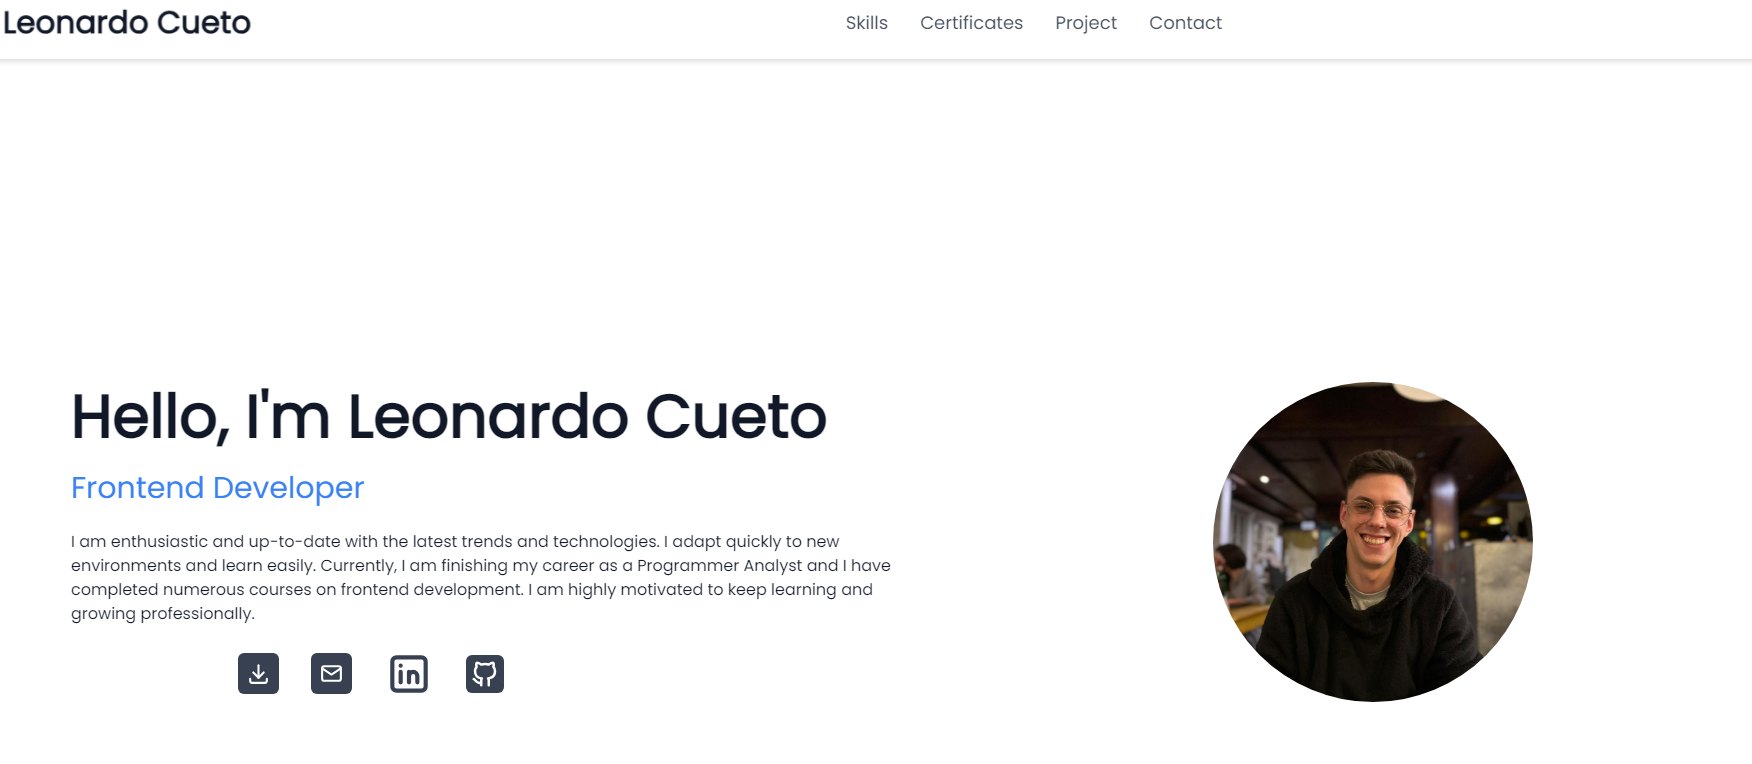 Leonardo Cueto
Skills Certificates Project Contact
Hello, I'm Leonardo Cueto
Frontend Developer
I am enthusiastic and up-to-date with the latest trends and technologies. I adapt quickly to new
environments and learn easily. Currently, I am finishing my career as a Programmer Analyst and I have
completed numerous courses on frontend development. I am highly motivated to keep learning and
growing professionally.
in